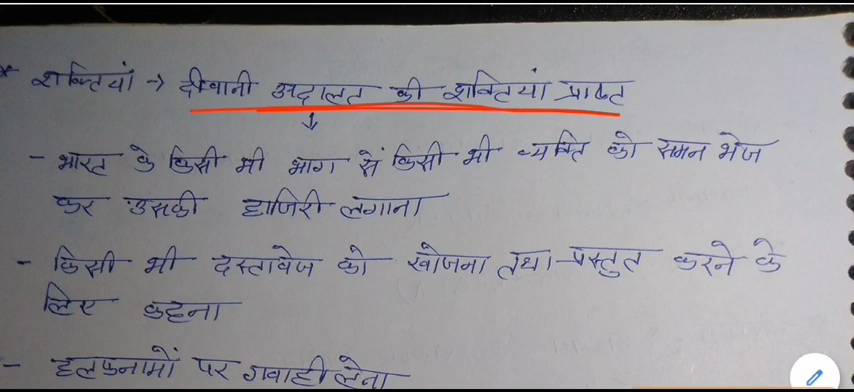 * शक्तियां → दीवानी अदालत की शक्तियां प्राप्त
↓
- भारत के किसी भी भाग से किसी भी व्यक्ति को समन भेज
कर उसकी हाजिरी लगाना
- किसी भी दस्तावेज को खोजना तथा प्रस्तुत करने के
लिए कहना
- हलफनामों पर गवाही लेना